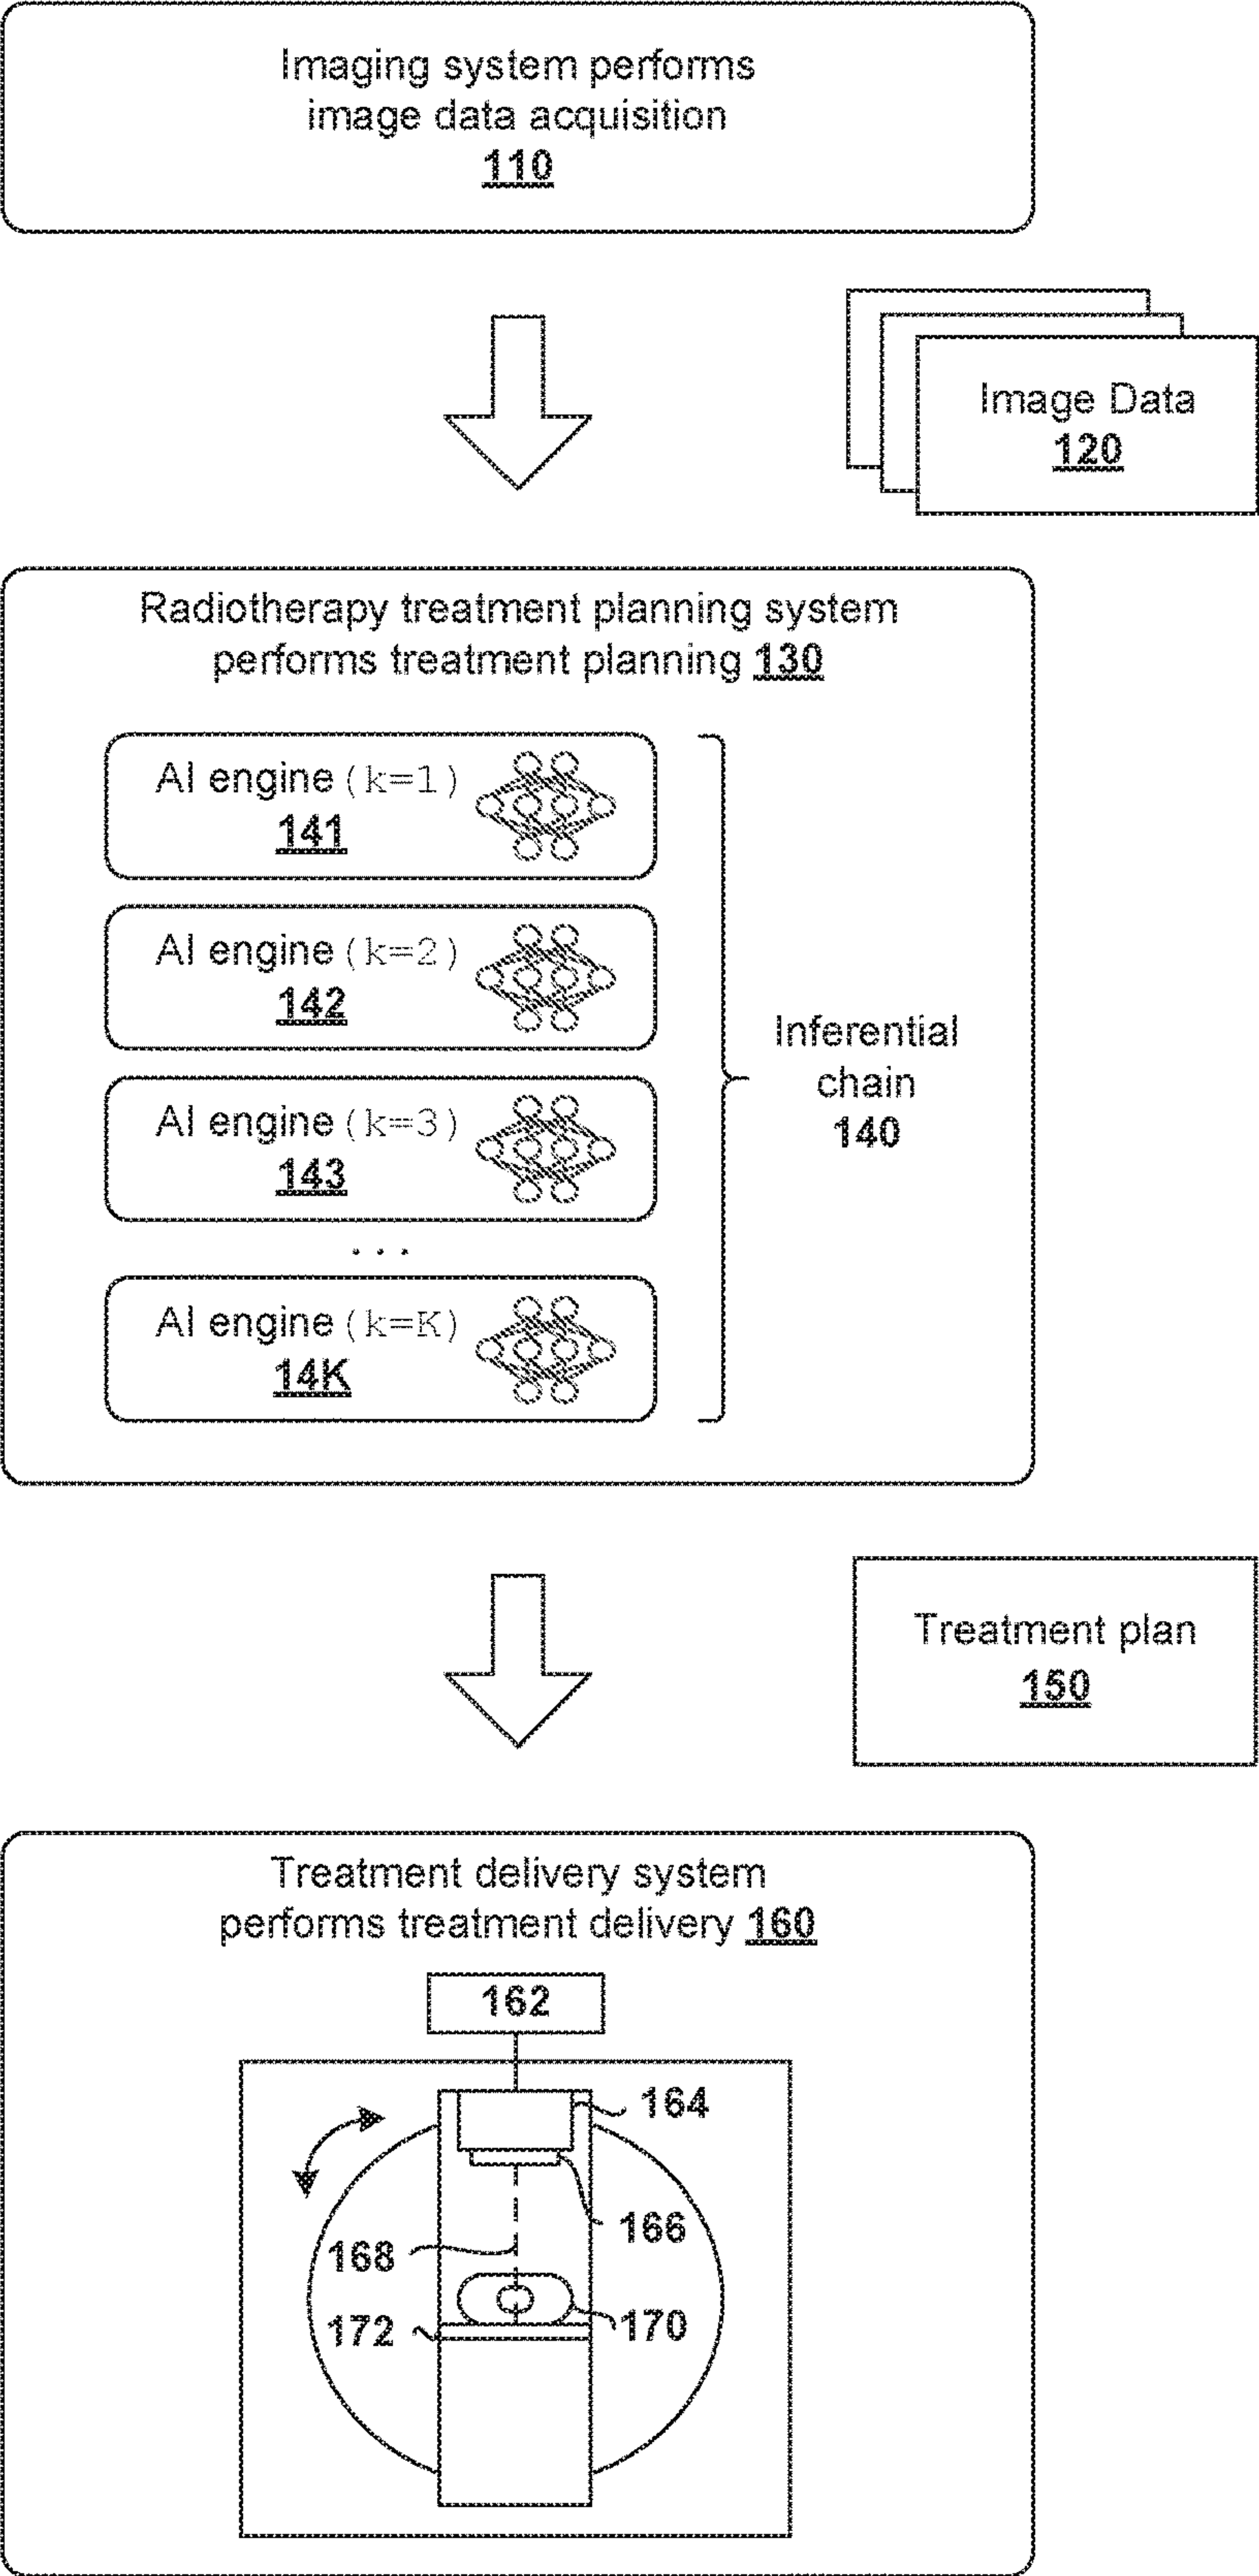 Imaging system performs
image data acquisition
110
Image Data
120
Radiotherapy treatment planning system
performs treatment planning 130
AI engine (k=1)
141
AI engine (k=2)
142
AI engine (k=3)
143
...
AI engine (k=K)
14K
Inferential
chain
140
Treatment plan
150
Treatment delivery system
performs treatment delivery 160
162
164
166
168
170
172